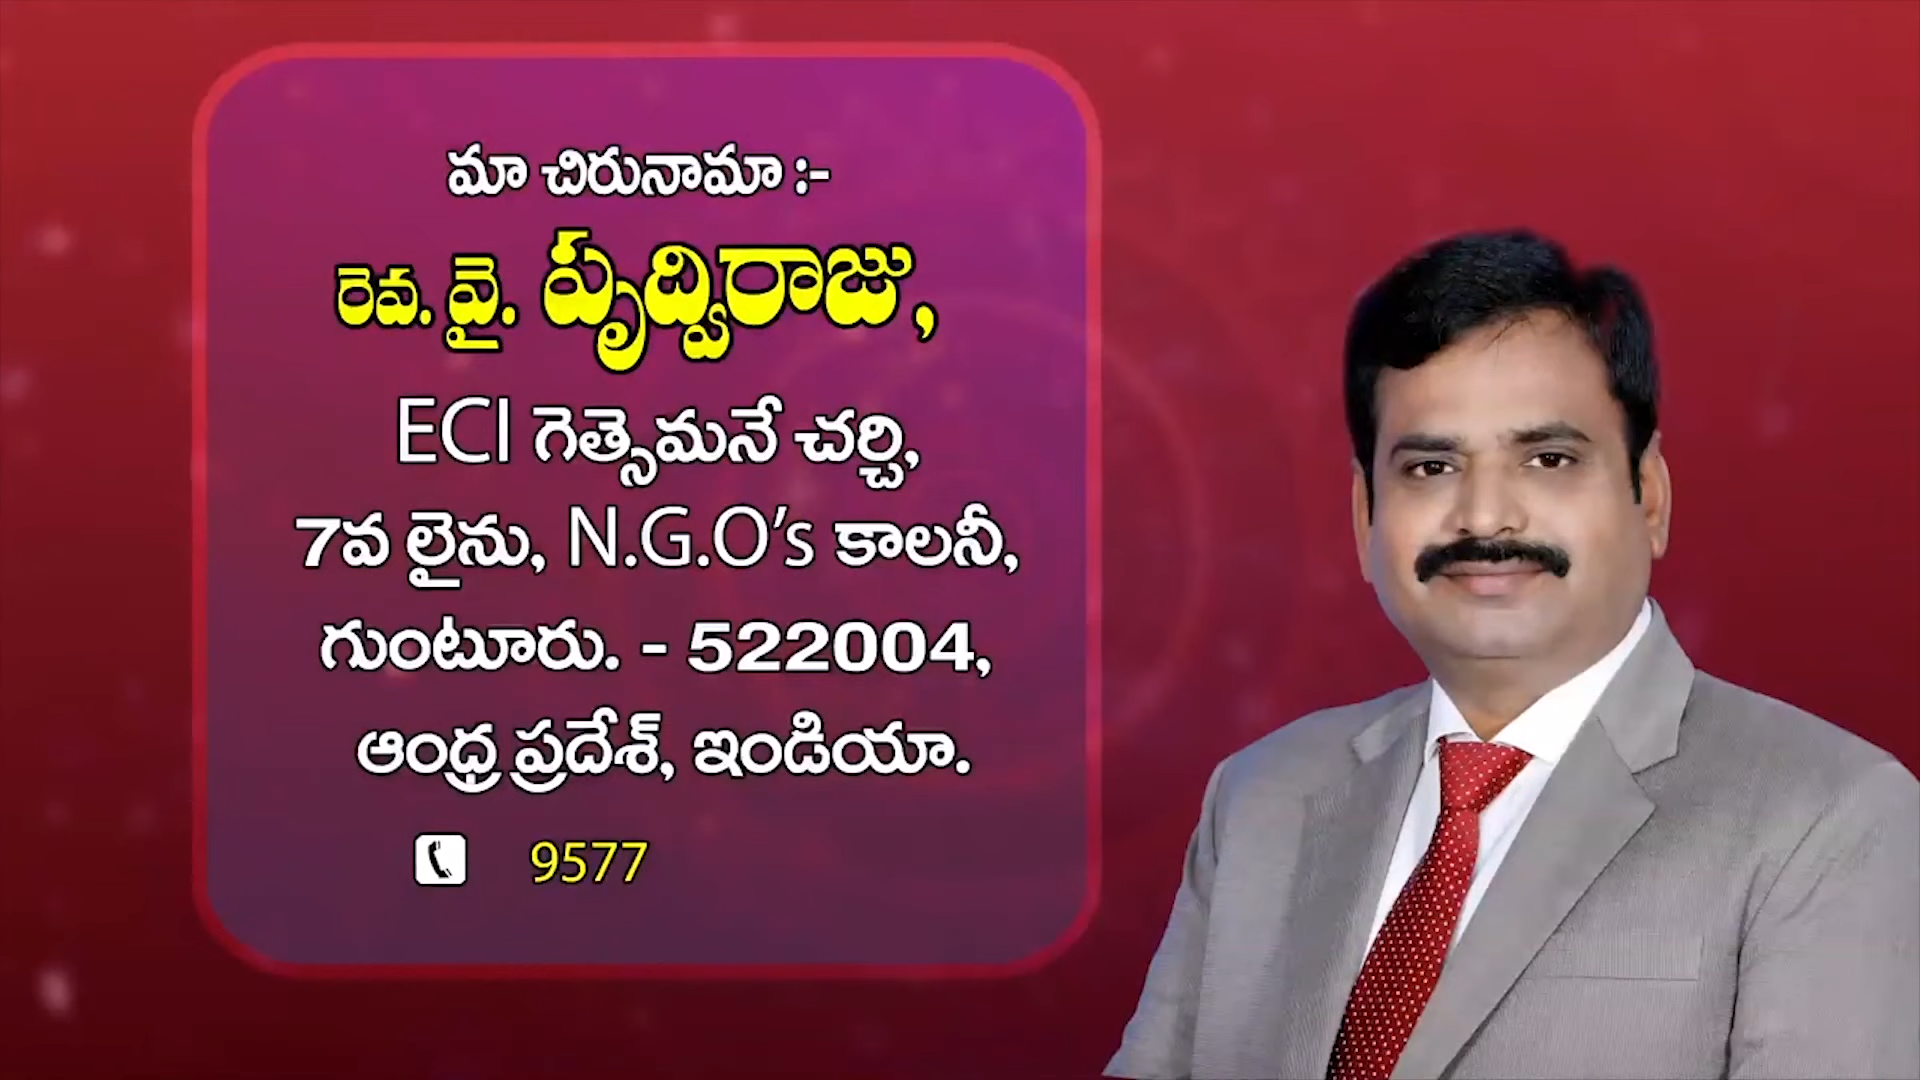 మా చిరునామా :-
రెవ. వై. పృద్విరాజు,
ECI గెత్సెమనే చర్చి,
7వ లైను, N.G.O's కాలనీ,
గుంటూరు. - 522004,
ఆంధ్ర ప్రదేశ్, ఇండియా.
9577